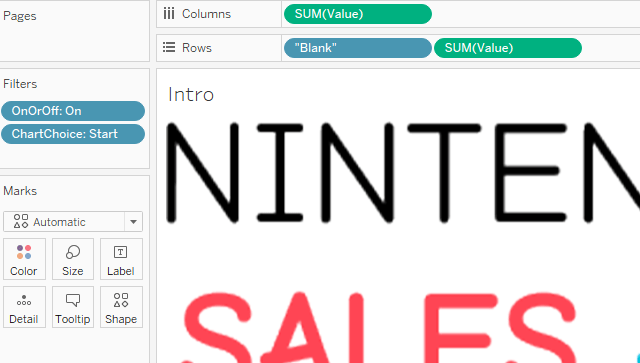 Pages
Columns
SUM(Value)
Rows
"Blank"
SUM(Value)
Filters
OnOrOff: On
ChartChoice: Start
Marks
Automatic
Color
Size
Label
Detail
Tooltip
Shape
Intro
NINTEN
SALES